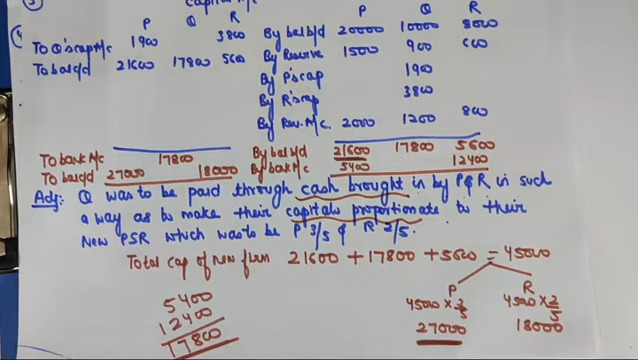 Capital A/c
P Q R P Q R
To Q's cap A/c 1900 3800 By bal b/d 20000 10000 8000
To bal c/d 21600 17800 5600 By Reserve 1500 900 600
By P's cap 1900
By R's cap 3800
By Rev. A/c. 2000 1200 800
To bank A/c 17800 By bal b/d 21600 17800 5600
To bal c/d 27000 18000 By bank A/c 5400 12400
Adj: Q was to be paid through cash brought in by P & R in such
a way as to make their capitals proportionate to their
New PSR which was to be P 3/5 & R 2/5.
Total cap of new firm 21600 + 17800 + 5600 = 45000
P R
5400 45000 × 3/5 45000 × 2/5
12400 27000 18000
17800